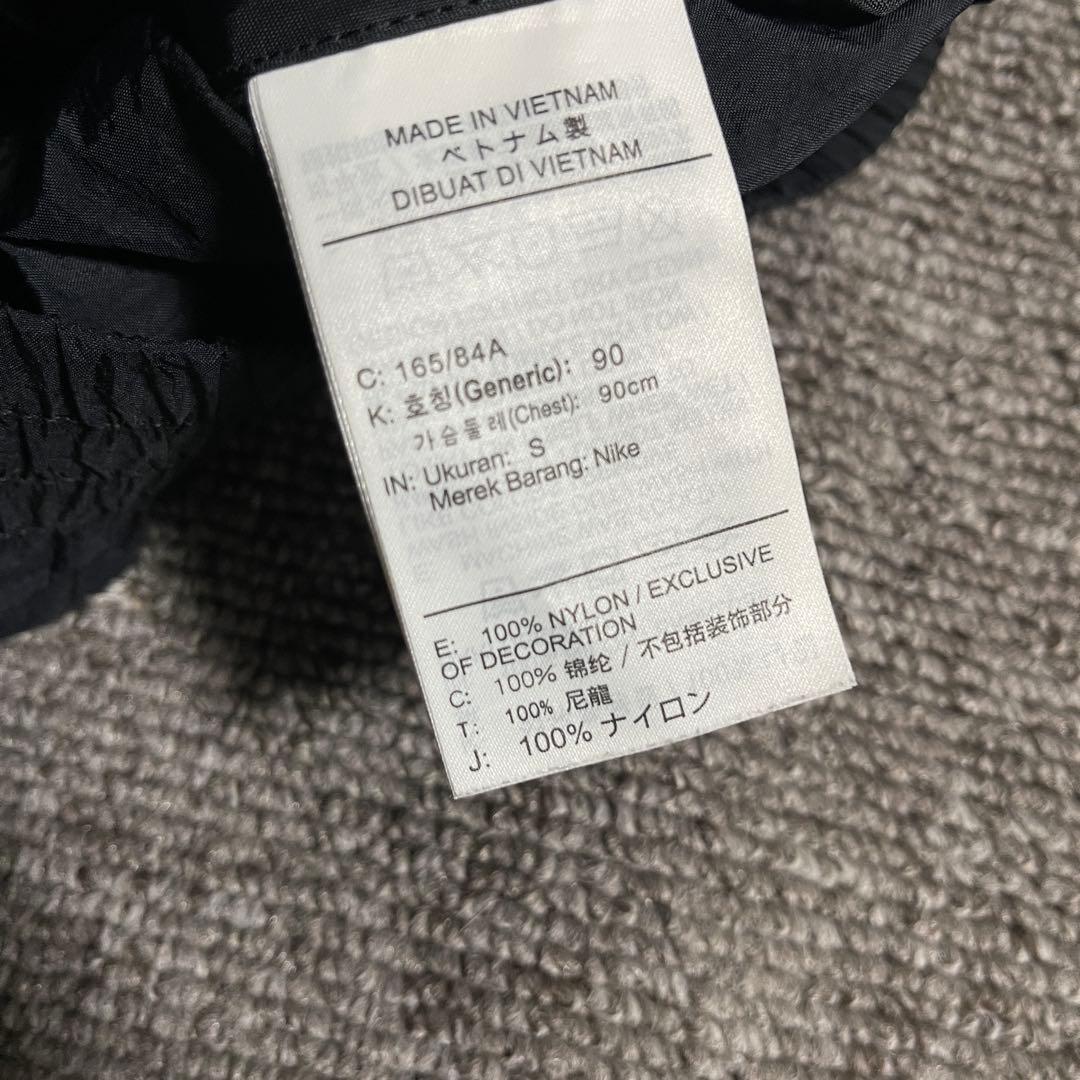 MADE IN VIETNAM
ベトナム製
DIBUAT DI VIETNAM
C: 165/84A
K: 호칭(Generic): 90
가슴둘레(Chest): 90cm
IN: Ukuran: S
Merek Barang: Nike
E: 100% NYLON / EXCLUSIVE
OF DECORATION
C: 100% 锦纶 / 不包括装饰部分
T: 100% 尼龍
J: 100% ナイロン